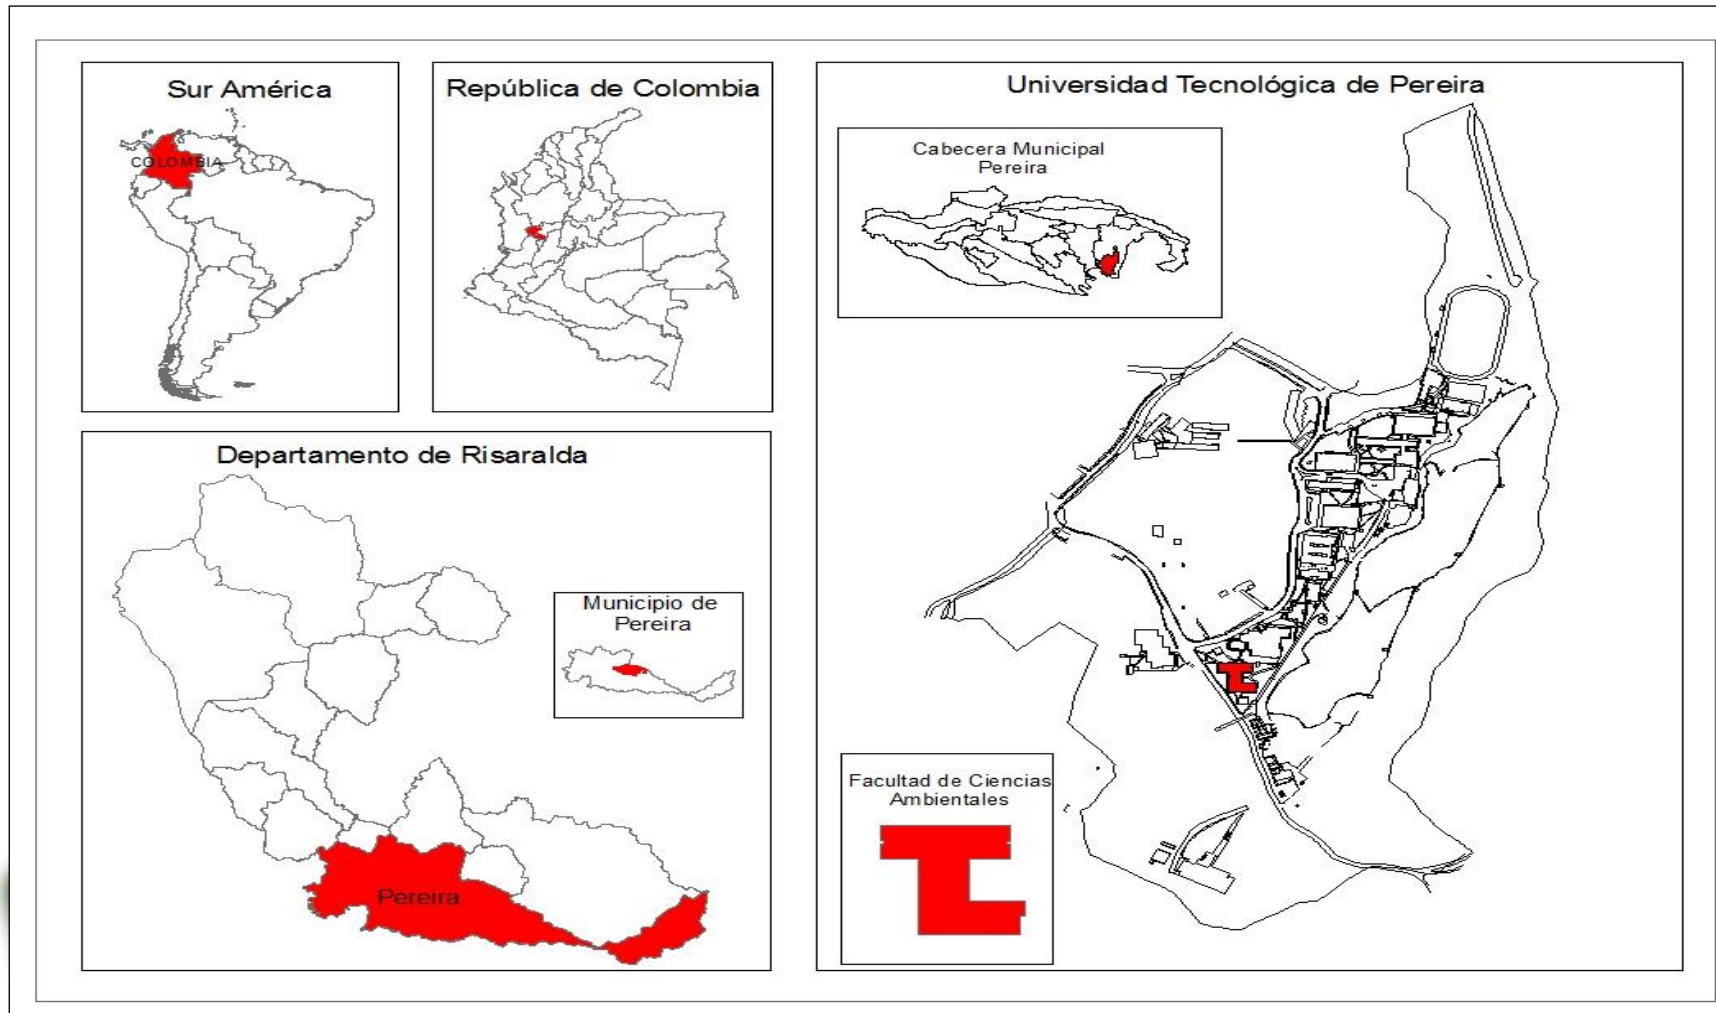 Sur América
COLOMBIA
República de Colombia
Universidad Tecnológica de Pereira
Cabecera Municipal
Pereira
Departamento de Risaralda
Municipio de
Pereira
Pereira
Facultad de Ciencias
Ambientales